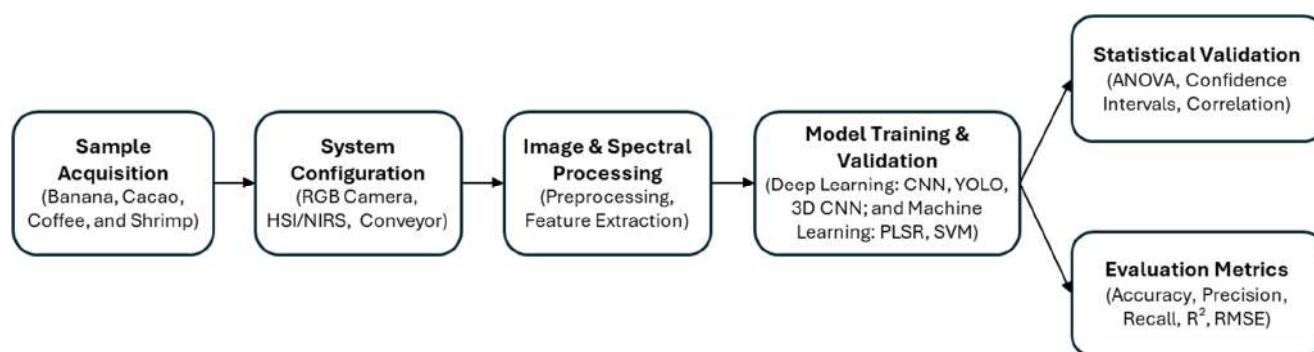 Sample
Acquisition
(Banana, Cacao,
Coffee, and Shrimp)
System
Configuration
(RGB Camera,
HSI/NIRS, Conveyor)
Image & Spectral
Processing
(Preprocessing,
Feature Extraction)
Model Training &
Validation
(Deep Learning: CNN, YOLO,
3D CNN; and Machine
Learning: PLSR, SVM)
Statistical Validation
(ANOVA, Confidence
Intervals, Correlation)
Evaluation Metrics
(Accuracy, Precision,
Recall, R², RMSE)